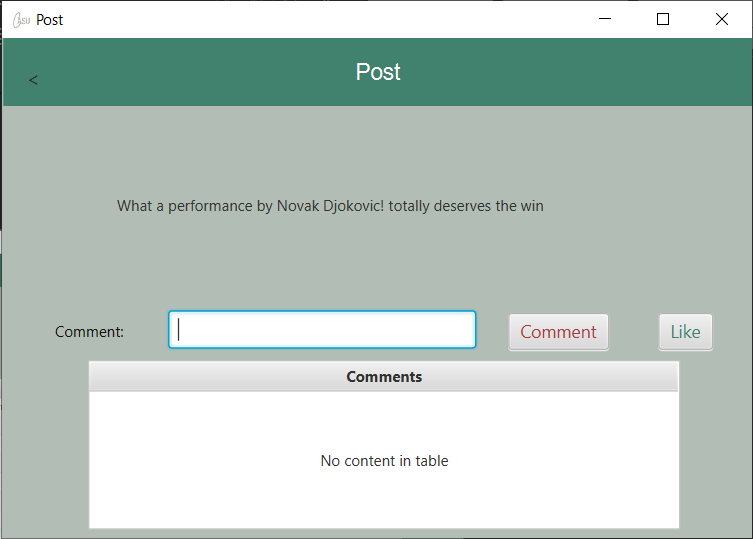 Post
Post
<
What a performance by Novak Djokovic! totally deserves the win
Comment:
Comment
Like
Comments
No content in table